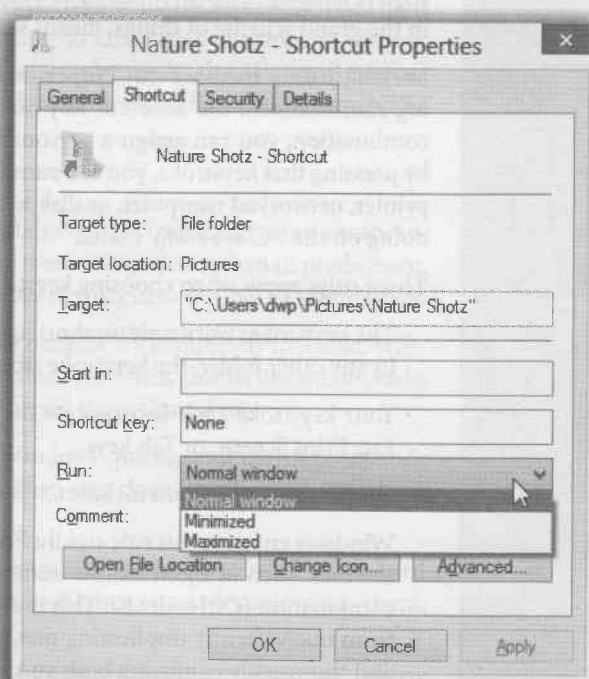 Nature Shotz - Shortcut Properties
General Shortcut Security Details
Nature Shotz - Shortcut
Target type: File folder
Target location: Pictures
Target: "C:\Users\dwp\Pictures\Nature Shotz"
Start in:
Shortcut key: None
Run: Normal window
Normal window
Comment: Minimized
Maximized
Open File Location Change Icon... Advanced...
OK Cancel Apply